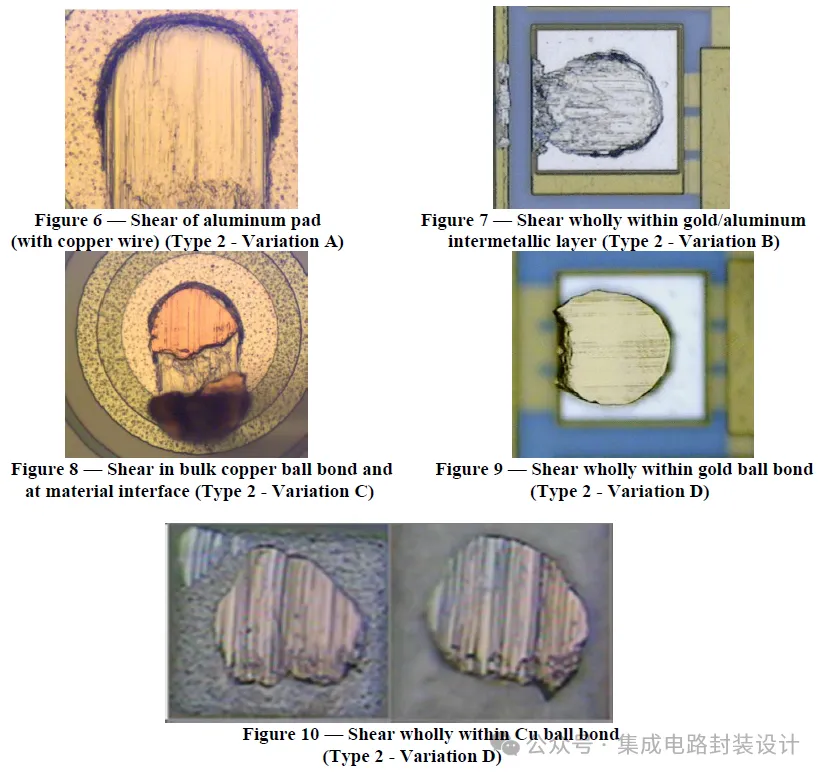 Figure 6 — Shear of aluminum pad
(with copper wire) (Type 2 - Variation A)
Figure 7 — Shear wholly within gold/aluminum
intermetallic layer (Type 2 - Variation B)
Figure 8 — Shear in bulk copper ball bond and
at material interface (Type 2 - Variation C)
Figure 9 — Shear wholly within gold ball bond
(Type 2 - Variation D)
Figure 10 — Shear wholly within Cu ball bond
(Type 2 - Variation D)
公众号 · 集成电路封装设计